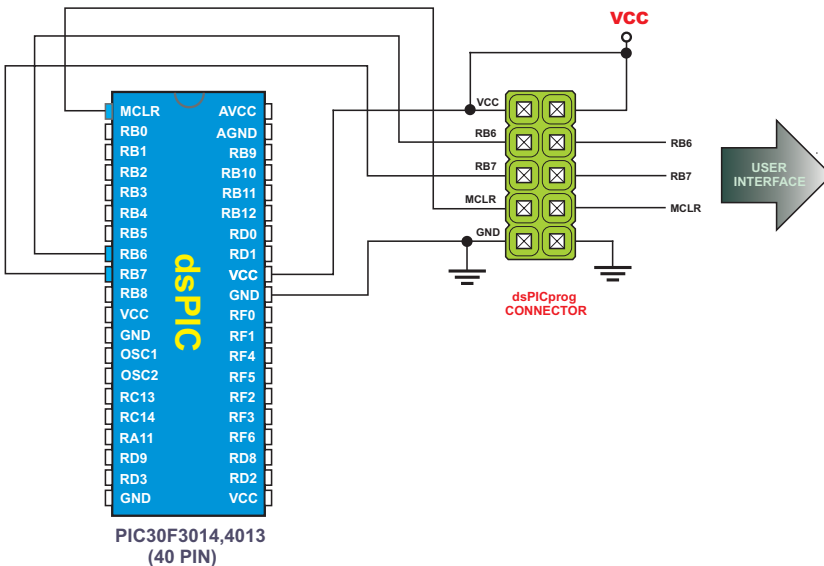 VCC
VCC
RB6
RB6
RB7
RB7
MCLR
MCLR
GND
dsPICprog
CONNECTOR
USER
INTERFACE
MCLR AVCC
RB0 AGND
RB1 RB9
RB2 RB10
RB3 RB11
RB4 RB12
RB5 RD0
RB6 RD1
RB7 VCC
RB8 GND
VCC RF0
GND RF1
OSC1 RF4
OSC2 RF5
RC13 RF2
RC14 RF3
RA11 RF6
RD9 RD8
RD3 RD2
GND VCC
dsPIC
PIC30F3014,4013
(40 PIN)